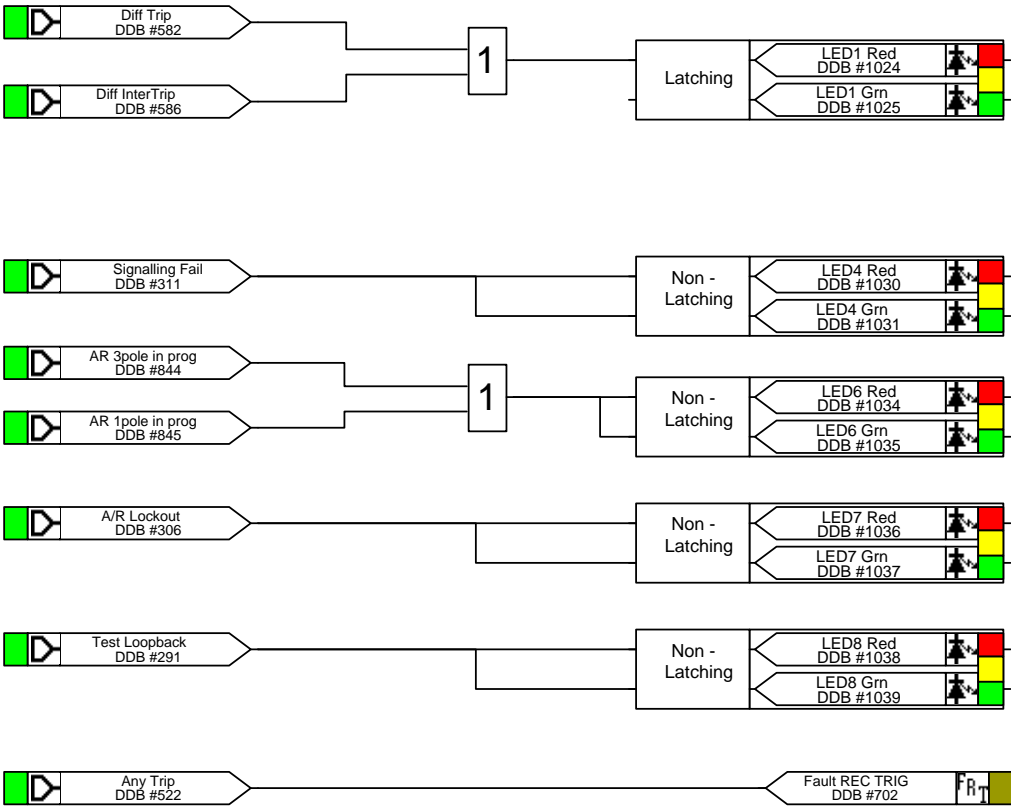 Diff Trip
DDB #582
1
Latching
LED1 Red
DDB #1024
Diff InterTrip
DDB #586
LED1 Grn
DDB #1025
Signalling Fail
DDB #311
Non -
Latching
LED4 Red
DDB #1030
LED4 Grn
DDB #1031
AR 3pole in prog
DDB #844
1
Non -
Latching
LED6 Red
DDB #1034
AR 1pole in prog
DDB #845
LED6 Grn
DDB #1035
A/R Lockout
DDB #306
Non -
Latching
LED7 Red
DDB #1036
LED7 Grn
DDB #1037
Test Loopback
DDB #291
Non -
Latching
LED8 Red
DDB #1038
LED8 Grn
DDB #1039
Any Trip
DDB #522
Fault REC TRIG
DDB #702
FRT